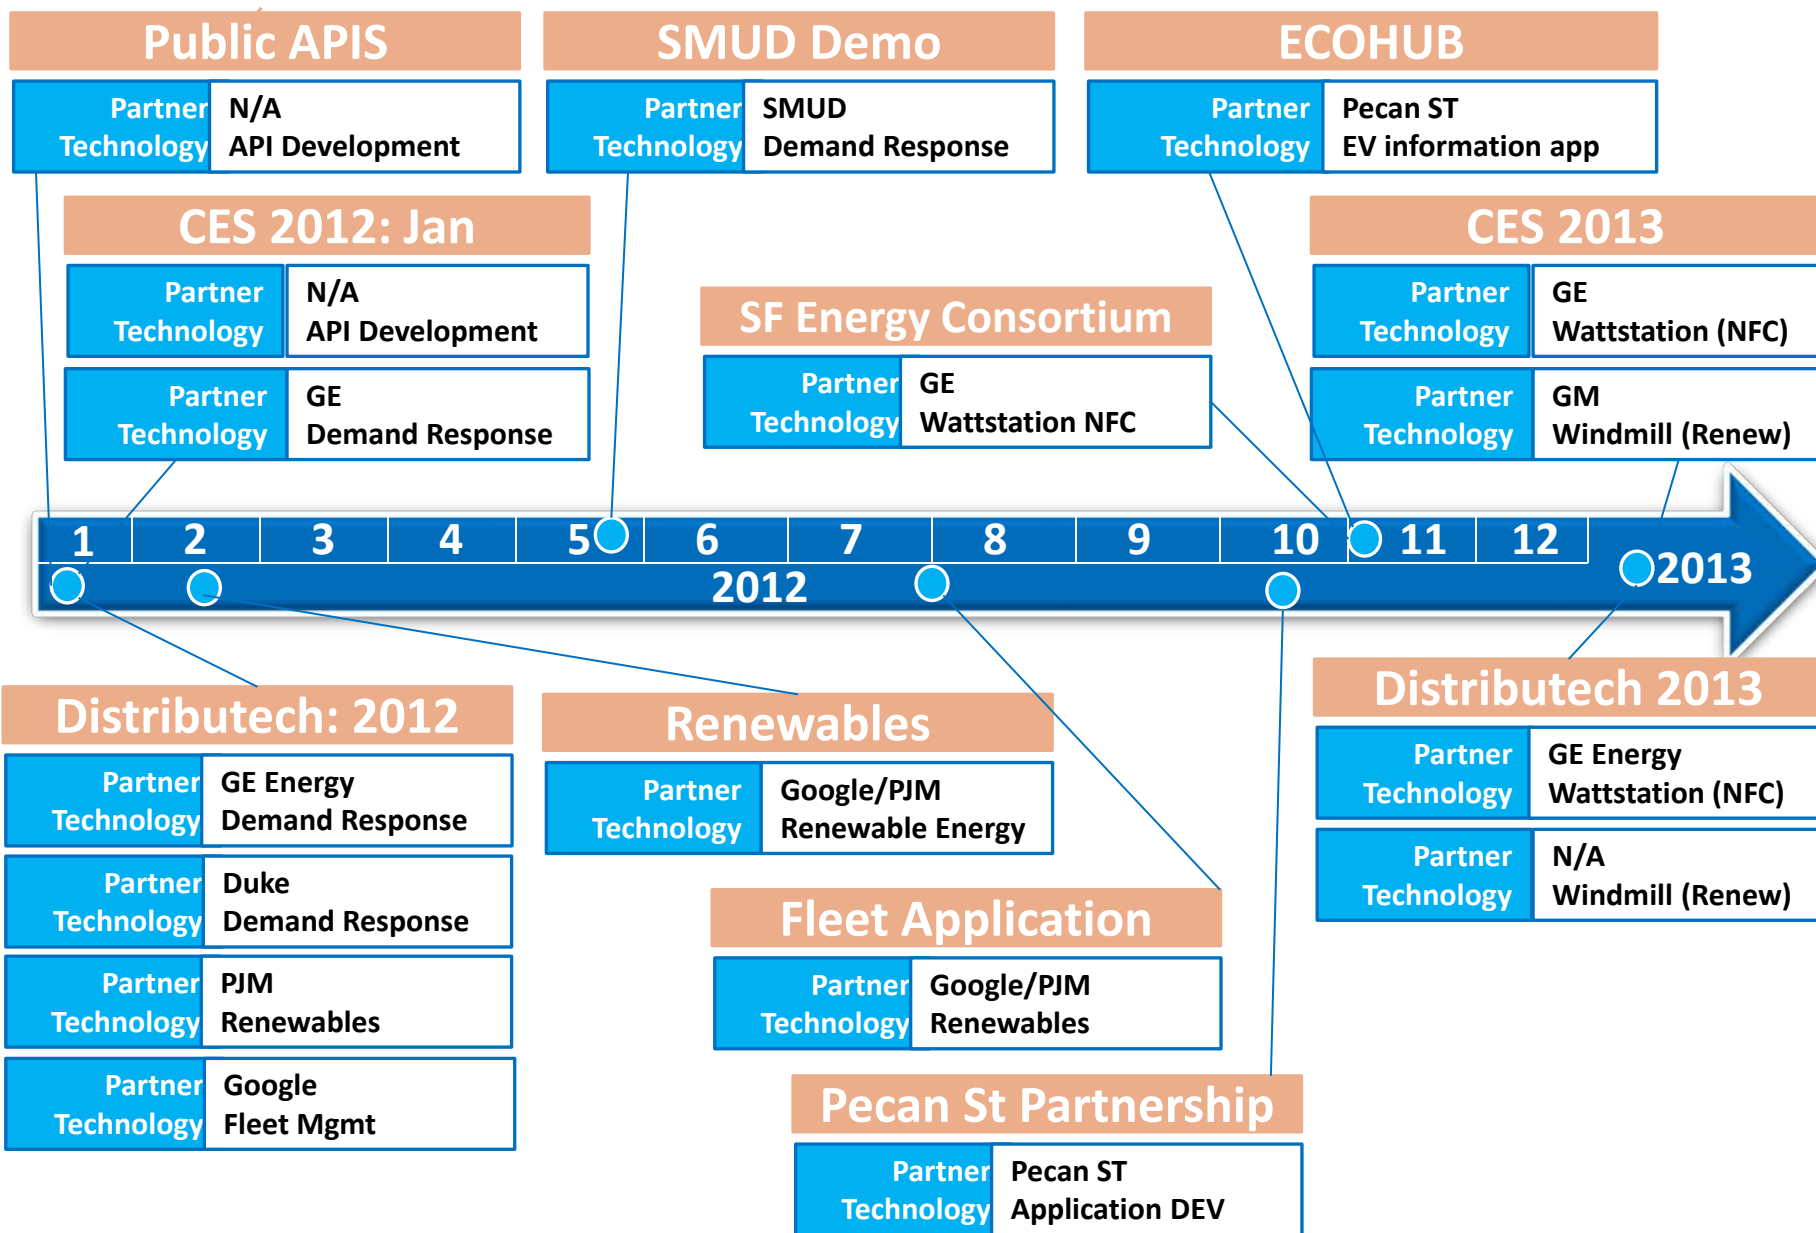 Public APIS
Partner N/A
Technology API Development
SMUD Demo
Partner SMUD
Technology Demand Response
ECOHUB
Partner Pecan ST
Technology EV information app
CES 2012: Jan
Partner N/A
Technology API Development
Partner GE
Technology Demand Response
SF Energy Consortium
Partner GE
Technology Wattstation NFC
CES 2013
Partner GE
Technology Wattstation (NFC)
Partner GM
Technology Windmill (Renew)
1 2 3 4 5 6 7 8 9 10 11 12
2012
2013
Distributech: 2012
Partner GE Energy
Technology Demand Response
Partner Duke
Technology Demand Response
Partner PJM
Technology Renewables
Partner Google
Technology Fleet Mgmt
Renewables
Partner Google/PJM
Technology Renewable Energy
Fleet Application
Partner Google/PJM
Technology Renewables
Pecan St Partnership
Partner Pecan ST
Technology Application DEV
Distributech 2013
Partner GE Energy
Technology Wattstation (NFC)
Partner N/A
Technology Windmill (Renew)